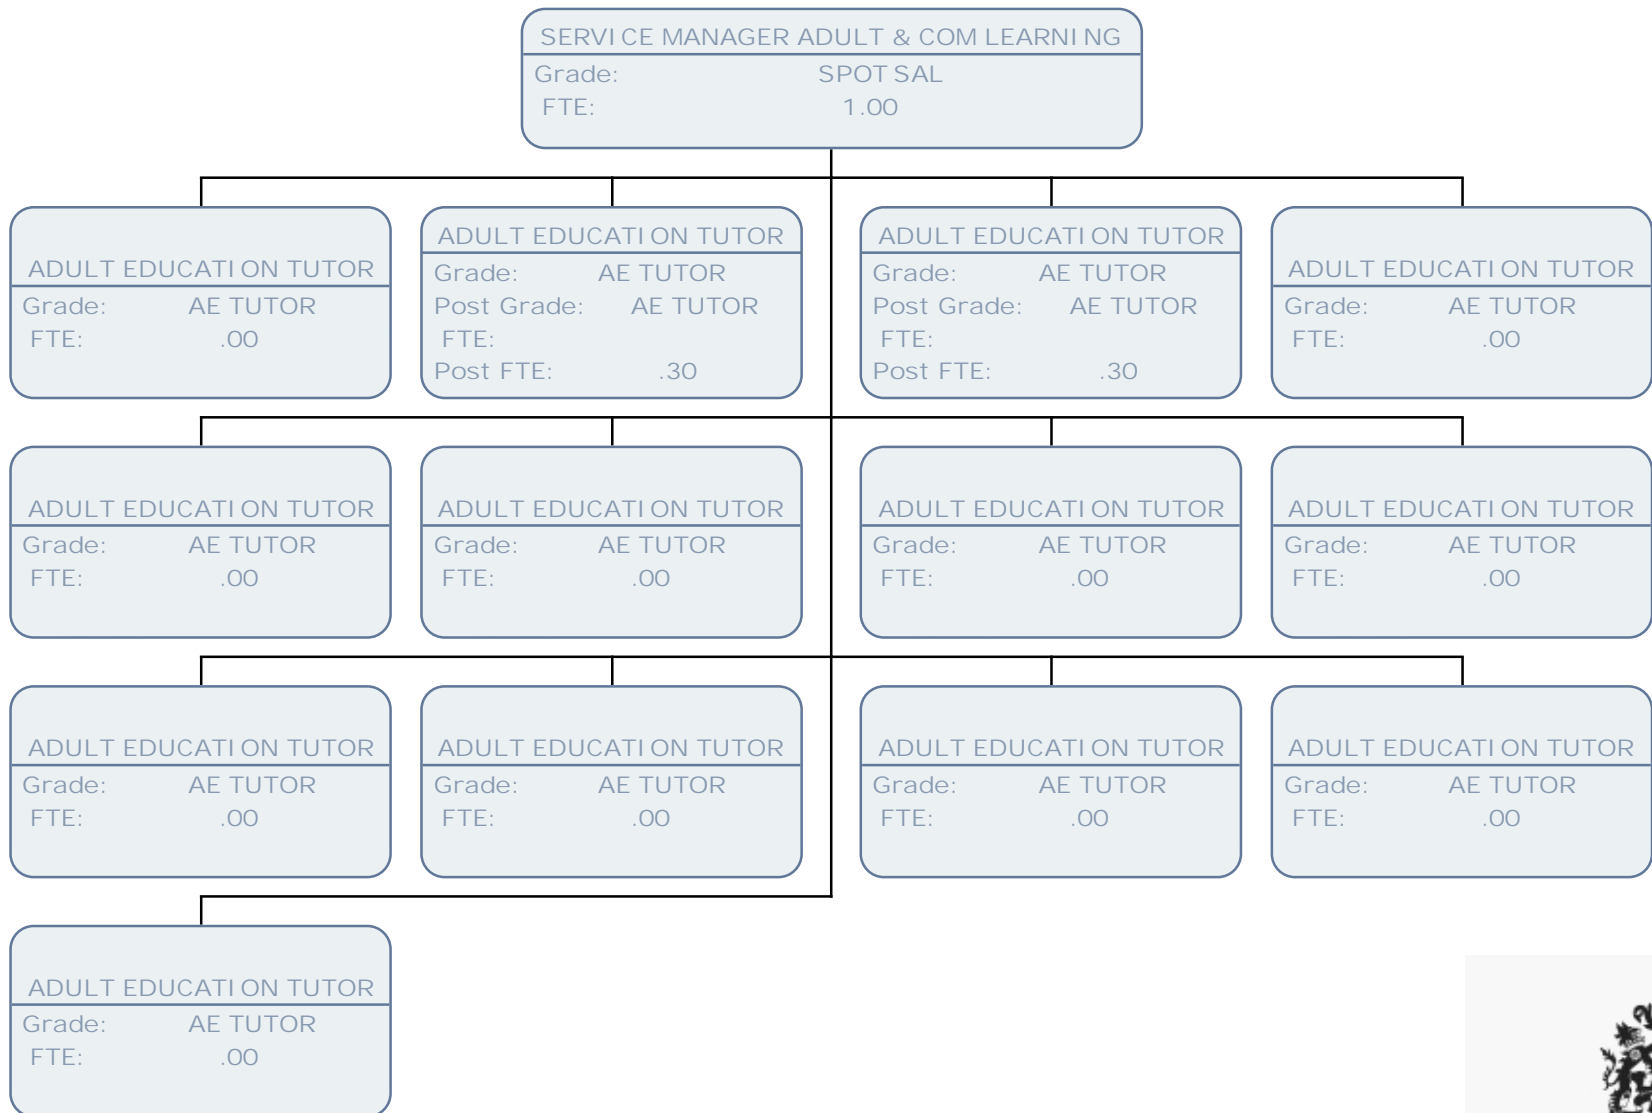 SERVICE MANAGER ADULT & COM LEARNING
Grade: SPOT SAL
FTE: 1.00
ADULT EDUCATION TUTOR
Grade: AE TUTOR
FTE: .00
ADULT EDUCATION TUTOR
Grade: AE TUTOR
Post Grade: AE TUTOR
FTE:
Post FTE: .30
ADULT EDUCATION TUTOR
Grade: AE TUTOR
Post Grade: AE TUTOR
FTE:
Post FTE: .30
ADULT EDUCATION TUTOR
Grade: AE TUTOR
FTE: .00
ADULT EDUCATION TUTOR
Grade: AE TUTOR
FTE: .00
ADULT EDUCATION TUTOR
Grade: AE TUTOR
FTE: .00
ADULT EDUCATION TUTOR
Grade: AE TUTOR
FTE: .00
ADULT EDUCATION TUTOR
Grade: AE TUTOR
FTE: .00
ADULT EDUCATION TUTOR
Grade: AE TUTOR
FTE: .00
ADULT EDUCATION TUTOR
Grade: AE TUTOR
FTE: .00
ADULT EDUCATION TUTOR
Grade: AE TUTOR
FTE: .00
ADULT EDUCATION TUTOR
Grade: AE TUTOR
FTE: .00
ADULT EDUCATION TUTOR
Grade: AE TUTOR
FTE: .00